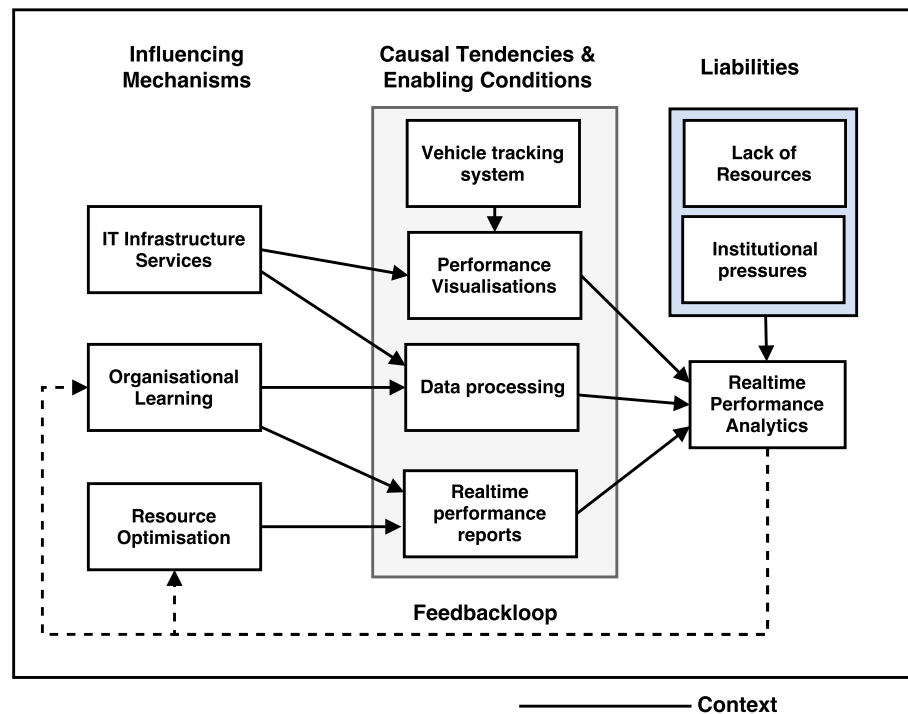 Influencing
Mechanisms
Causal Tendencies &
Enabling Conditions
Liabilities
Vehicle tracking
system
Lack of
Resources
IT Infrastructure
Services
Performance
Visualisations
Institutional
pressures
Organisational
Learning
Data processing
Realtime
Performance
Analytics
Resource
Optimisation
Realtime
performance
reports
Feedbackloop
Context